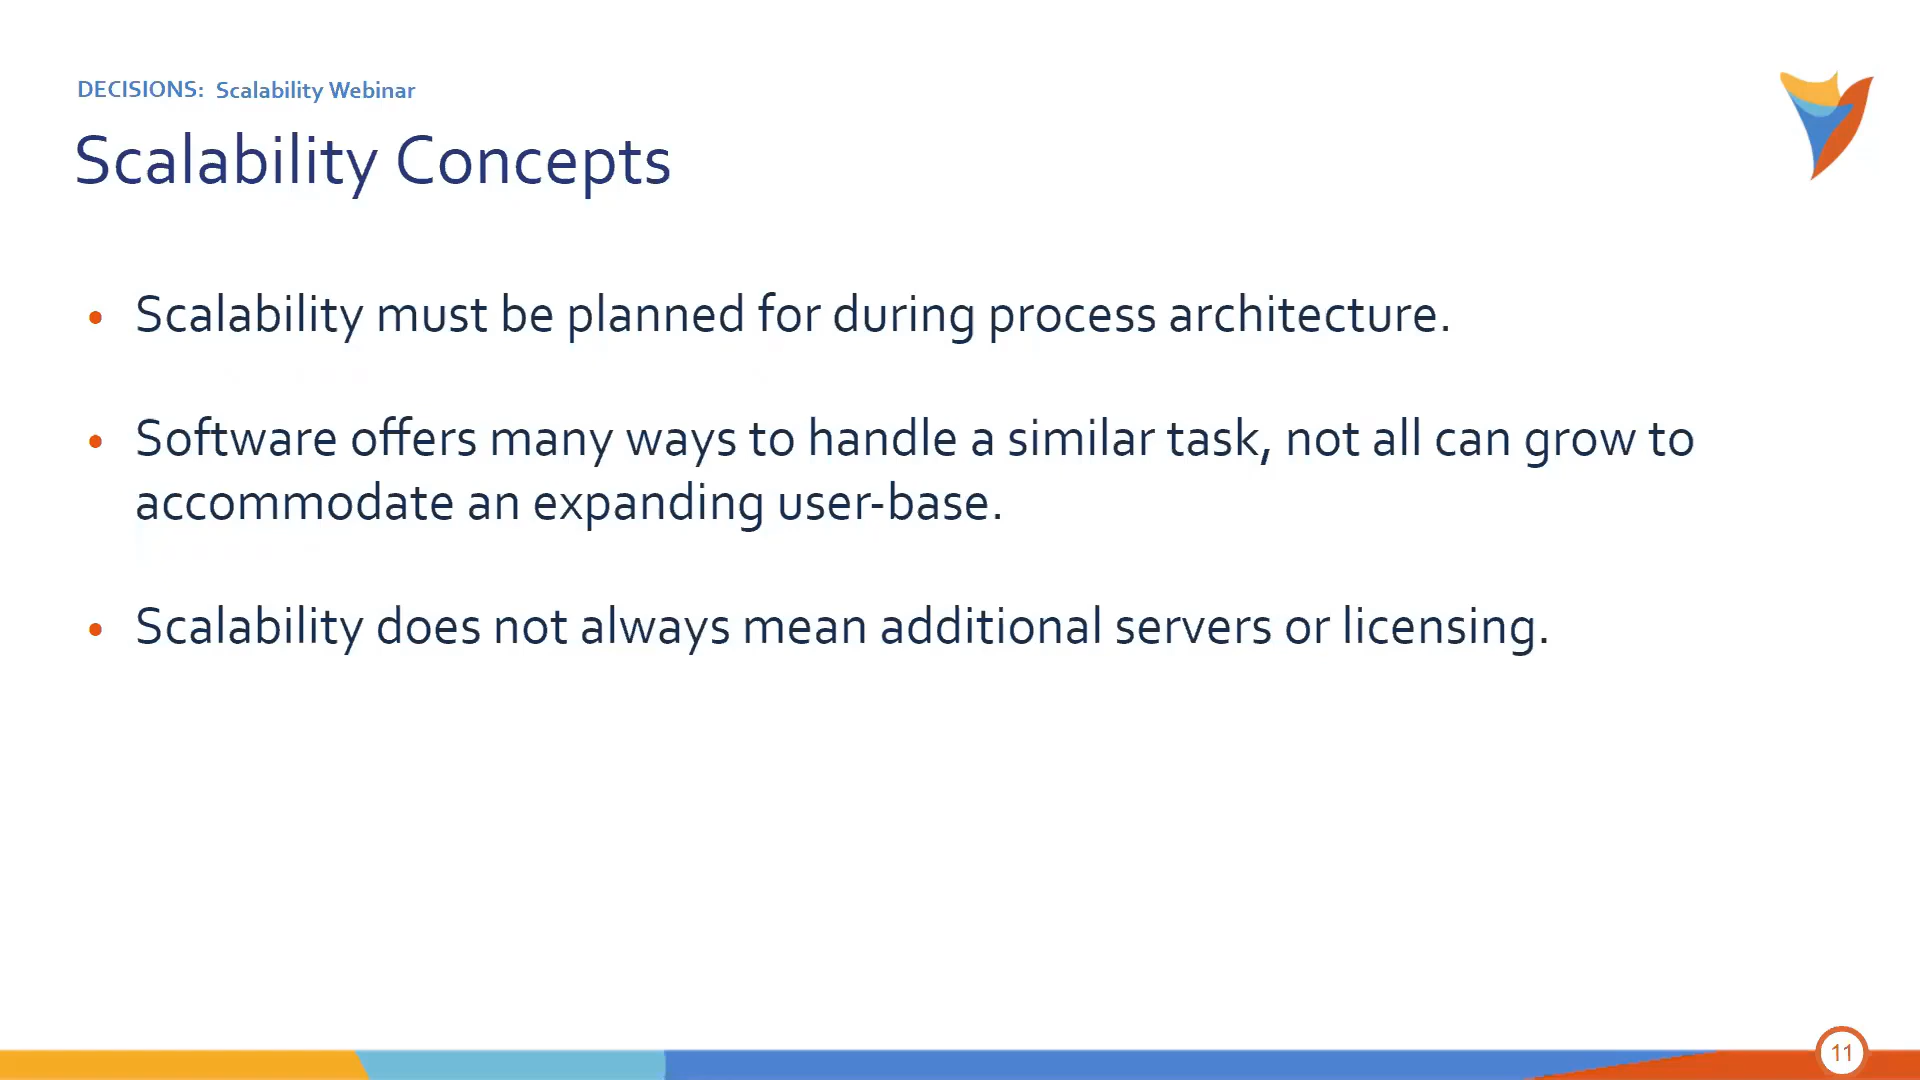 DECISIONS: Scalability Webinar
Scalability Concepts
• Scalability must be planned for during process architecture.
• Software offers many ways to handle a similar task, not all can grow to
accommodate an expanding user-base.
• Scalability does not always mean additional servers or licensing.
11